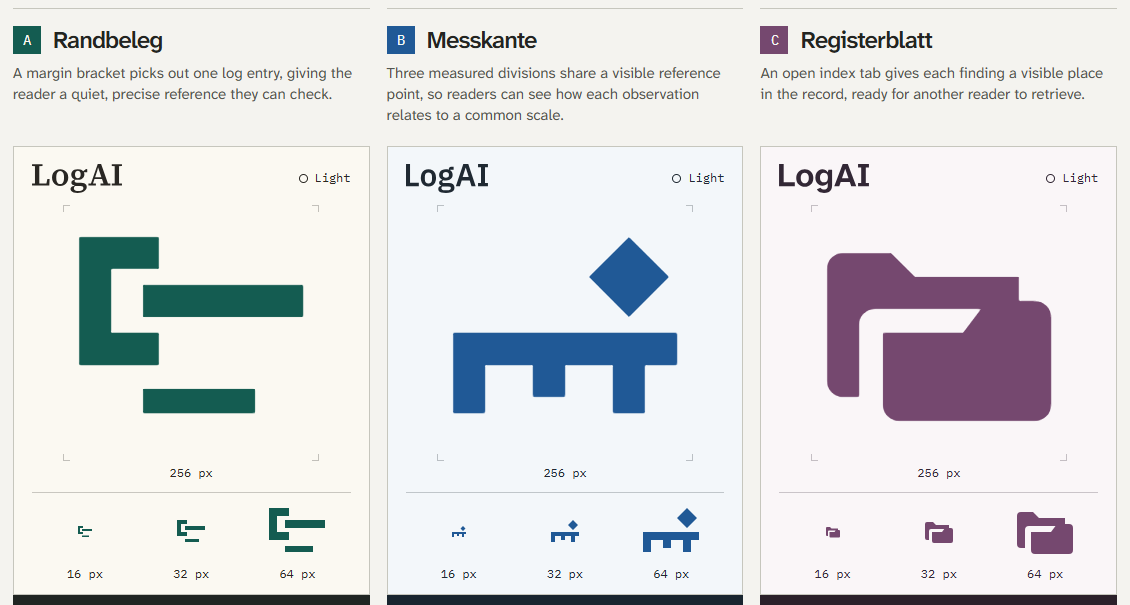 A Randbeleg
A margin bracket picks out one log entry, giving the
reader a quiet, precise reference they can check.
LogAI
Light
256 px
16 px 32 px 64 px
B Messkante
Three measured divisions share a visible reference
point, so readers can see how each observation
relates to a common scale.
LogAI
Light
256 px
16 px 32 px 64 px
C Registerblatt
An open index tab gives each finding a visible place
in the record, ready for another reader to retrieve.
LogAI
Light
256 px
16 px 32 px 64 px